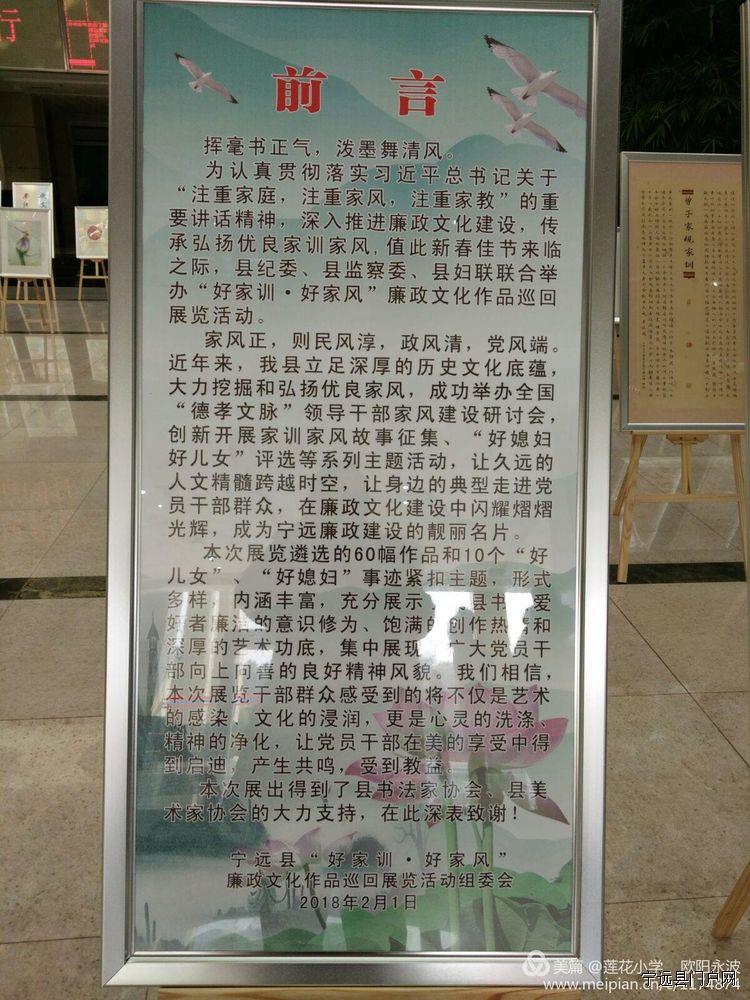 前言
挥毫书正气，泼墨舞清风。
为认真贯彻落实习近平总书记关于
“注重家庭，注重家风，注重家教”的重
要讲话精神，深入推进廉政文化建设，传
承弘扬优良家训家风,值此新春佳节来临
之际，县纪委、县监察委、县妇联联合举
办“好家训·好家风”廉政文化作品巡回
展览活动。
家风正，则民风淳，政风清，党风端。
近年来，我县立足深厚的历史文化底蕴，
大力挖掘和弘扬优良家风，成功举办全国
“德孝文脉”领导干部家风建设研讨会，
创新开展家训家风故事征集、“好媳妇
好儿女”评选等系列主题活动，让久远的
人文精髓跨越时空，让身边的典型走进党
员干部群众，在廉政文化建设中闪耀熠熠
光辉，成为宁远廉政建设的靓丽名片。
本次展览遴选的60幅作品和10个“好
儿女”、“好媳妇”事迹紧扣主题，形式
多样，内涵丰富，充分展示 县书 爱
好者廉洁的意识修为、饱满的创作热情和
深厚的艺术功底，集中展现 广大党员干
部向上向善的良好精神风貌。我们相信，
本次展览干部群众感受到的将不仅是艺术
的感染、文化的浸润，更是心灵的洗涤、
精神的净化，让党员干部在美的享受中得
到启迪，产生共鸣，受到教益。
本次展出得到了县书法家协会、县美
术家协会的大力支持，在此深表致谢！
宁远县“好家训·好家风”
廉政文化作品巡回展览活动组委会
2018年2月1日
曾子家规家训
美篇 @莲花小学 欧阳永波
宁远县门户网